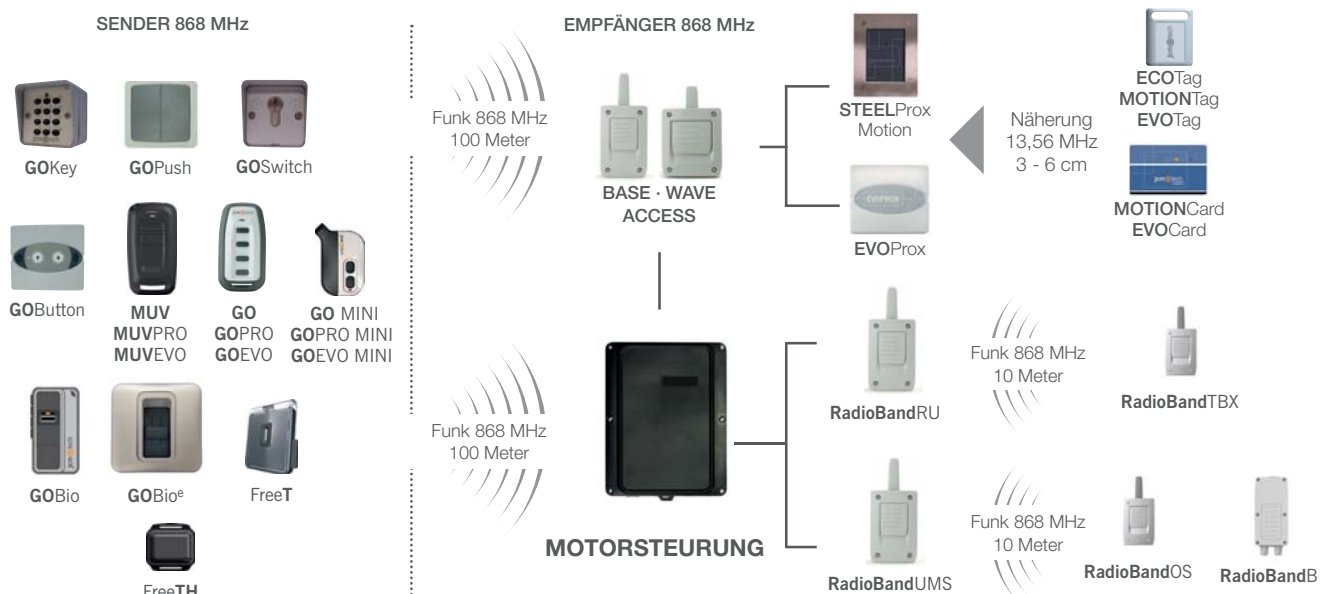 SENDER 868 MHz
EMPFÄNGER 868 MHz
GOKey
GOPush
GOSwitch
Funk 868 MHz
100 Meter
BASE · WAVE
ACCESS
STEELProx
Motion
EVOPROX
EVOProx
Näherung
13,56 MHz
3 - 6 cm
ECOTag
MOTIONTag
EVOTag
MOTIONCard
EVOCard
GOButton
MUV
MUVPRO
MUVEVO
GO
GOPRO
GOEVO
GO MINI
GOPRO MINI
GOEVO MINI
Funk 868 MHz
100 Meter
MOTORSTEURUNG
RadioBandRU
Funk 868 MHz
10 Meter
RadioBandTBX
GOBio
GOBioe
FreeT
FreeTH
RadioBandUMS
Funk 868 MHz
10 Meter
RadioBandOS
RadioBandB